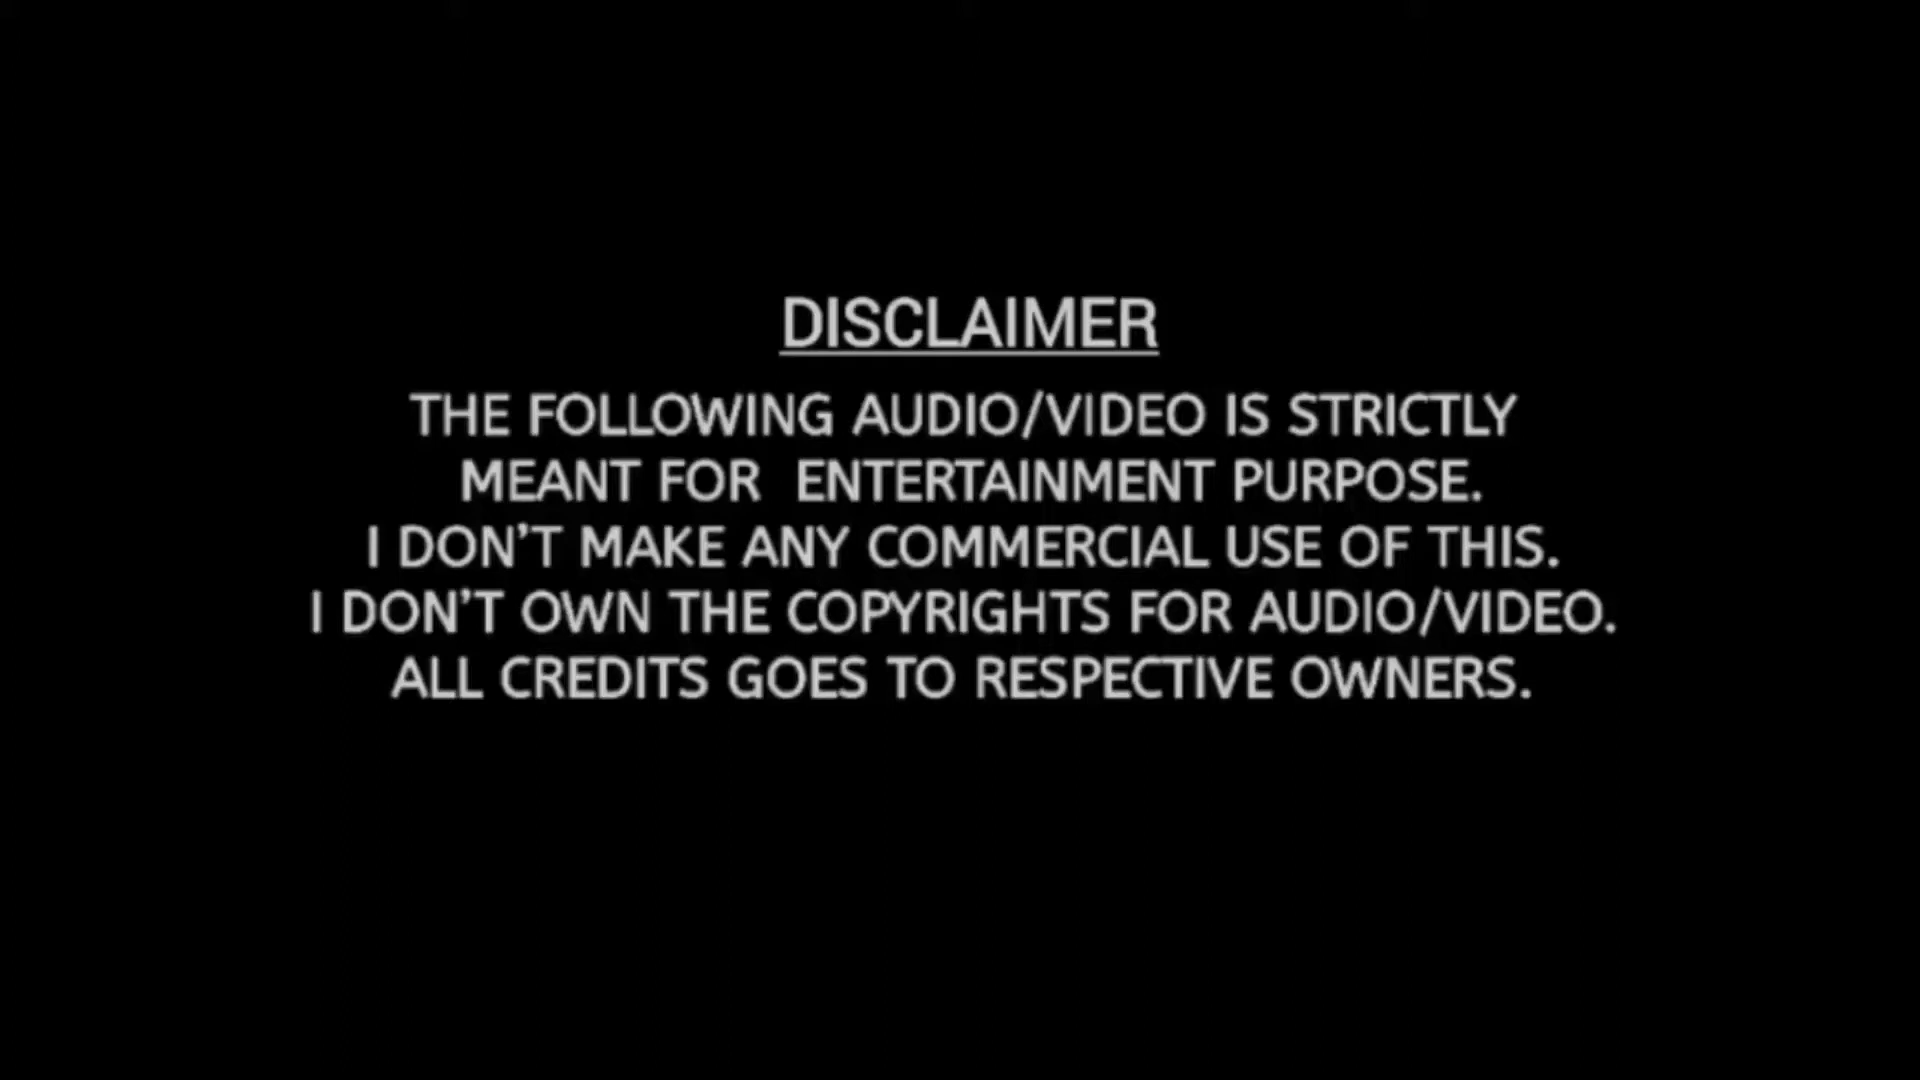 DISCLAIMER
THE FOLLOWING AUDIO/VIDEO IS STRICTLY
MEANT FOR  ENTERTAINMENT PURPOSE.
I DON’T MAKE ANY COMMERCIAL USE OF THIS.
I DON’T OWN THE COPYRIGHTS FOR AUDIO/VIDEO.
ALL CREDITS GOES TO RESPECTIVE OWNERS.